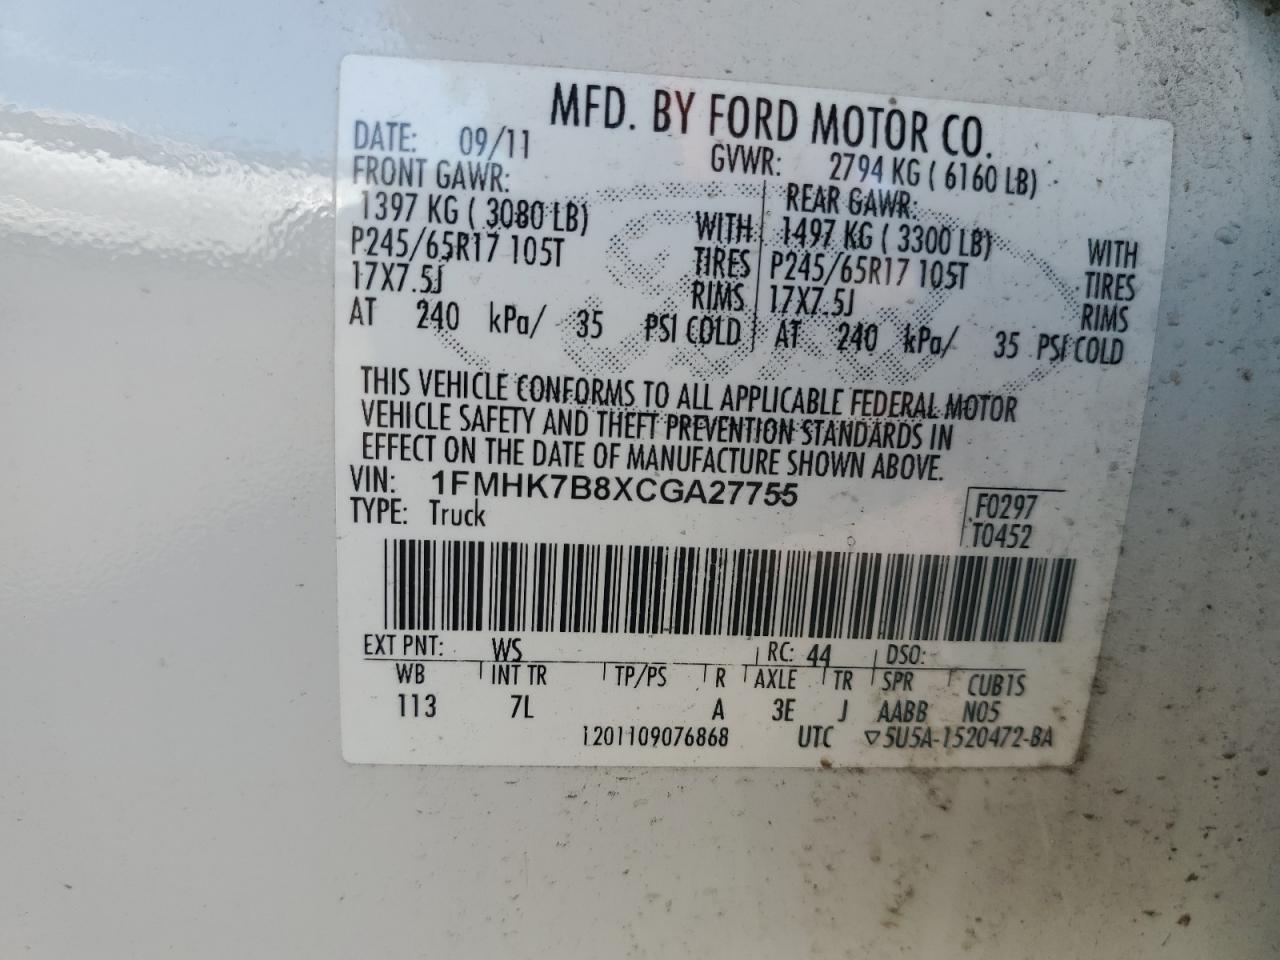 MFD. BY FORD MOTOR CO.
DATE: 09/11 GVWR: 2794 KG ( 6160 LB)
FRONT GAWR: REAR GAWR:
1397 KG ( 3080 LB) WITH 1497 KG ( 3300 LB) WITH
P245/65R17 105T TIRES P245/65R17 105T TIRES
17X7.5J RIMS 17X7.5J RIMS
AT 240 kPa/ 35 PSI COLD AT 240 kPa/ 35 PSI COLD
THIS VEHICLE CONFORMS TO ALL APPLICABLE FEDERAL MOTOR
VEHICLE SAFETY AND THEFT PREVENTION STANDARDS IN
EFFECT ON THE DATE OF MANUFACTURE SHOWN ABOVE.
VIN: 1FMHK7B8XCGA27755
TYPE: Truck F0297
T0452
EXT PNT: WS RC: 44 DSO:
WB INT TR TP/PS R AXLE TR SPR CUB1S
113 7L A 3E J AABB N05
1201109076868 UTC ▽5U5A-1520472-BA